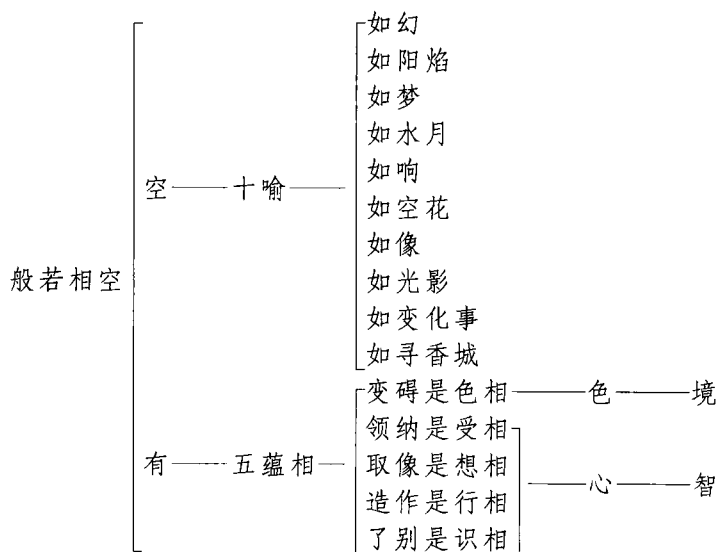 如幻
如阳焰
如梦
如水月
空 十喻 如响
如空花
如像
如光影
般若相空
如变化事
如寻香城
变碍是色相 色 境
领纳是受相
有 五蕴相 取像是想相
造作是行相 心 智
了别是识相